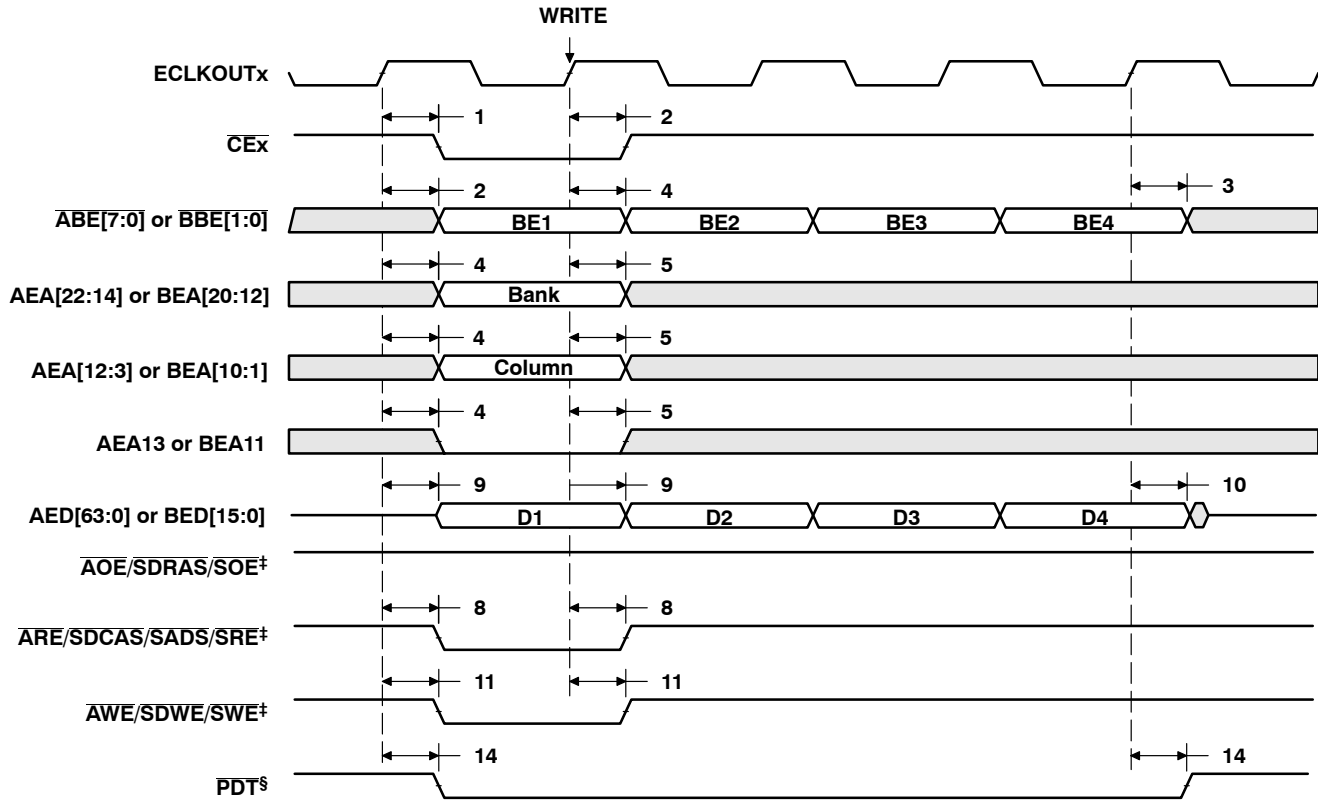 WRITE
ECLKOUTx
1 2
CEx
2 4 3
ABE[7:0] or BBE[1:0] BE1 BE2 BE3 BE4
4 5
AEA[22:14] or BEA[20:12] Bank
4 5
AEA[12:3] or BEA[10:1] Column
4 5
AEA13 or BEA11
9 9 10
AED[63:0] or BED[15:0] D1 D2 D3 D4
AOE/SDRAS/SOE‡
8 8
ARE/SDCAS/SADS/SRE‡
11 11
AWE/SDWE/SWE‡
14 14
PDT§